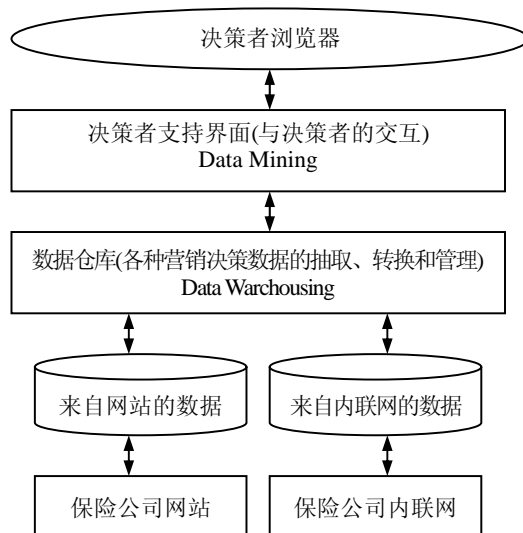 决策者浏览器
决策者支持界面(与决策者的交互)
Data Mining
数据仓库(各种营销决策数据的抽取、转换和管理)
Data Warchousing
来自网站的数据
来自内联网的数据
保险公司网站
保险公司内联网